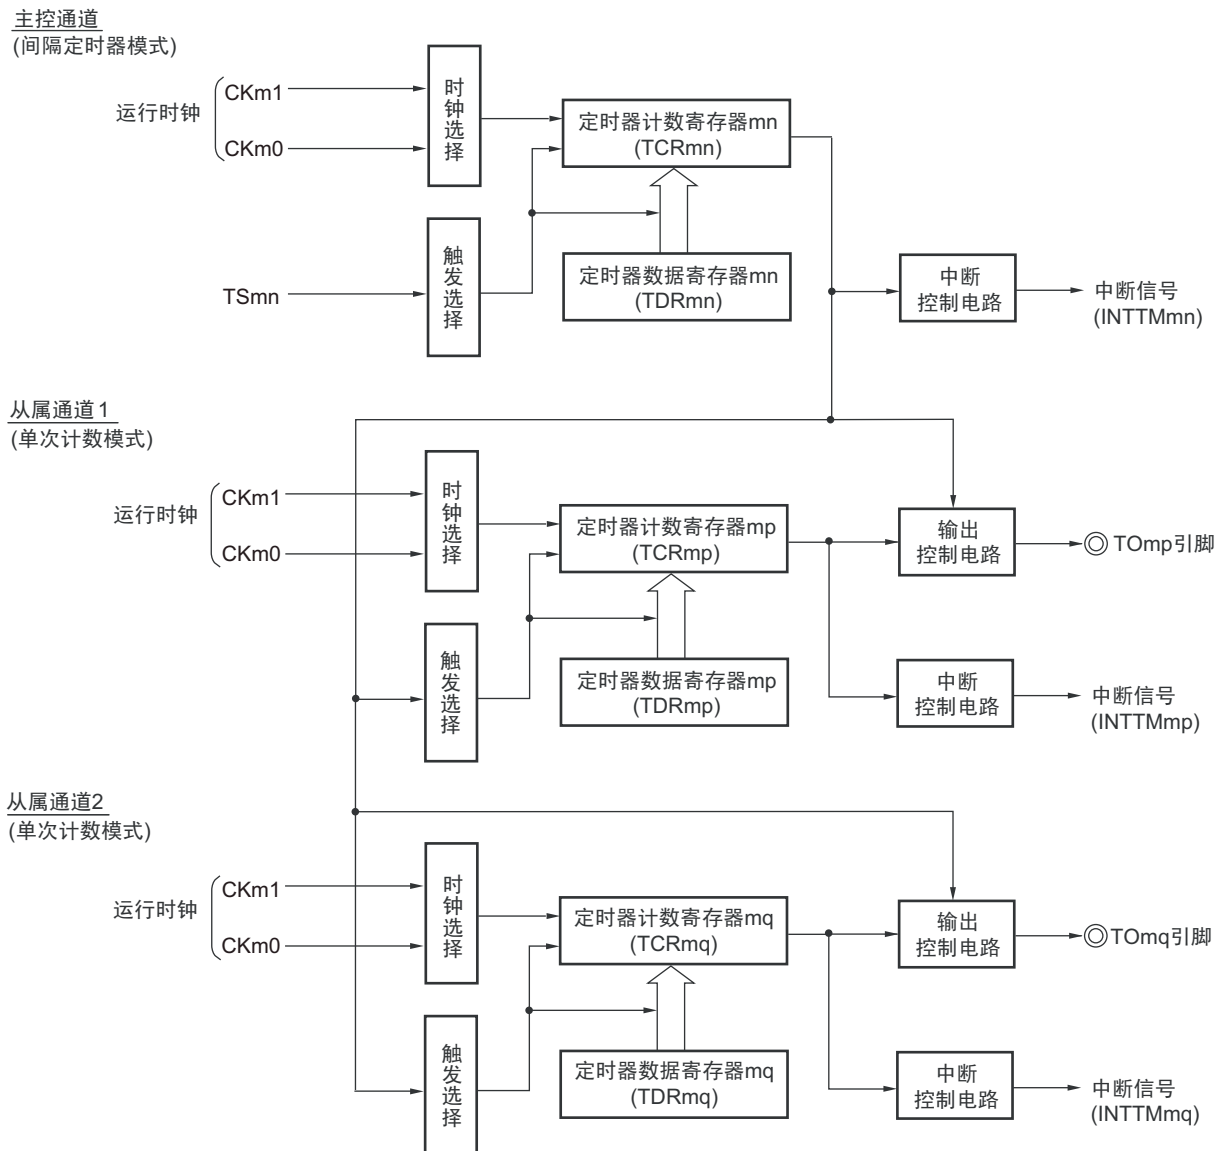 主控通道
(间隔定时器模式)
运行时钟
CKm1
CKm0
时钟选择
定时器计数寄存器mn
(TCRmn)
TSmn
触发选择
定时器数据寄存器mn
(TDRmn)
中断
控制电路
中断信号
(INTTMmn)
从属通道1
(单次计数模式)
运行时钟
CKm1
CKm0
时钟选择
定时器计数寄存器mp
(TCRmp)
输出
控制电路
TOmp引脚
触发选择
定时器数据寄存器mp
(TDRmp)
中断
控制电路
中断信号
(INTTMmp)
从属通道2
(单次计数模式)
运行时钟
CKm1
CKm0
时钟选择
定时器计数寄存器mq
(TCRmq)
输出
控制电路
TOmq引脚
触发选择
定时器数据寄存器mq
(TDRmq)
中断
控制电路
中断信号
(INTTMmq)